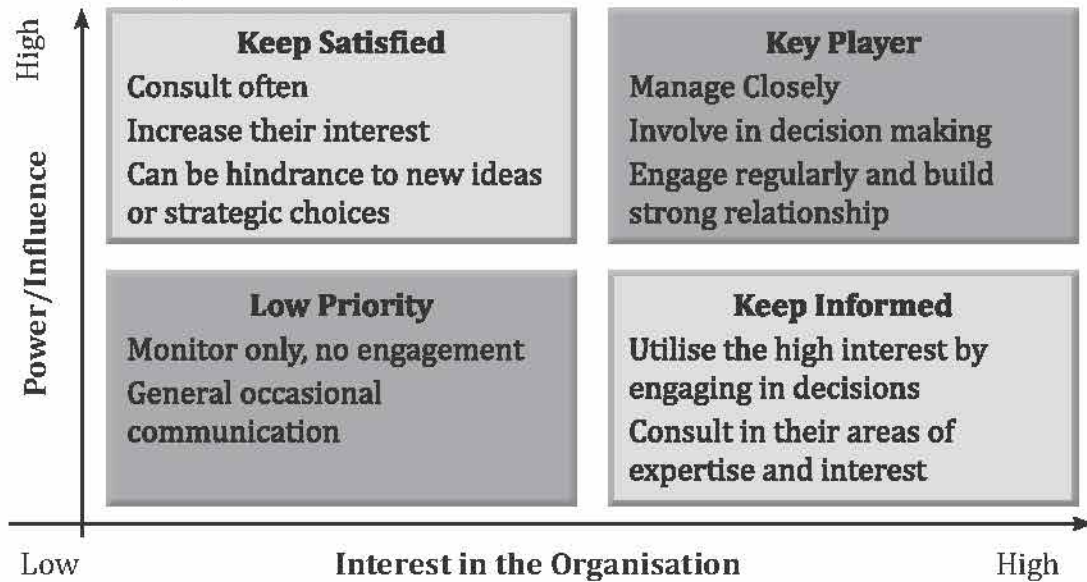 High
Power/Influence
Keep Satisfied
Consult often
Increase their interest
Can be hindrance to new ideas
or strategic choices
Key Player
Manage Closely
Involve in decision making
Engage regularly and build
strong relationship
Low Priority
Monitor only, no engagement
General occasional
communication
Keep Informed
Utilise the high interest by
engaging in decisions
Consult in their areas of
expertise and interest
Low
Interest in the Organisation
High